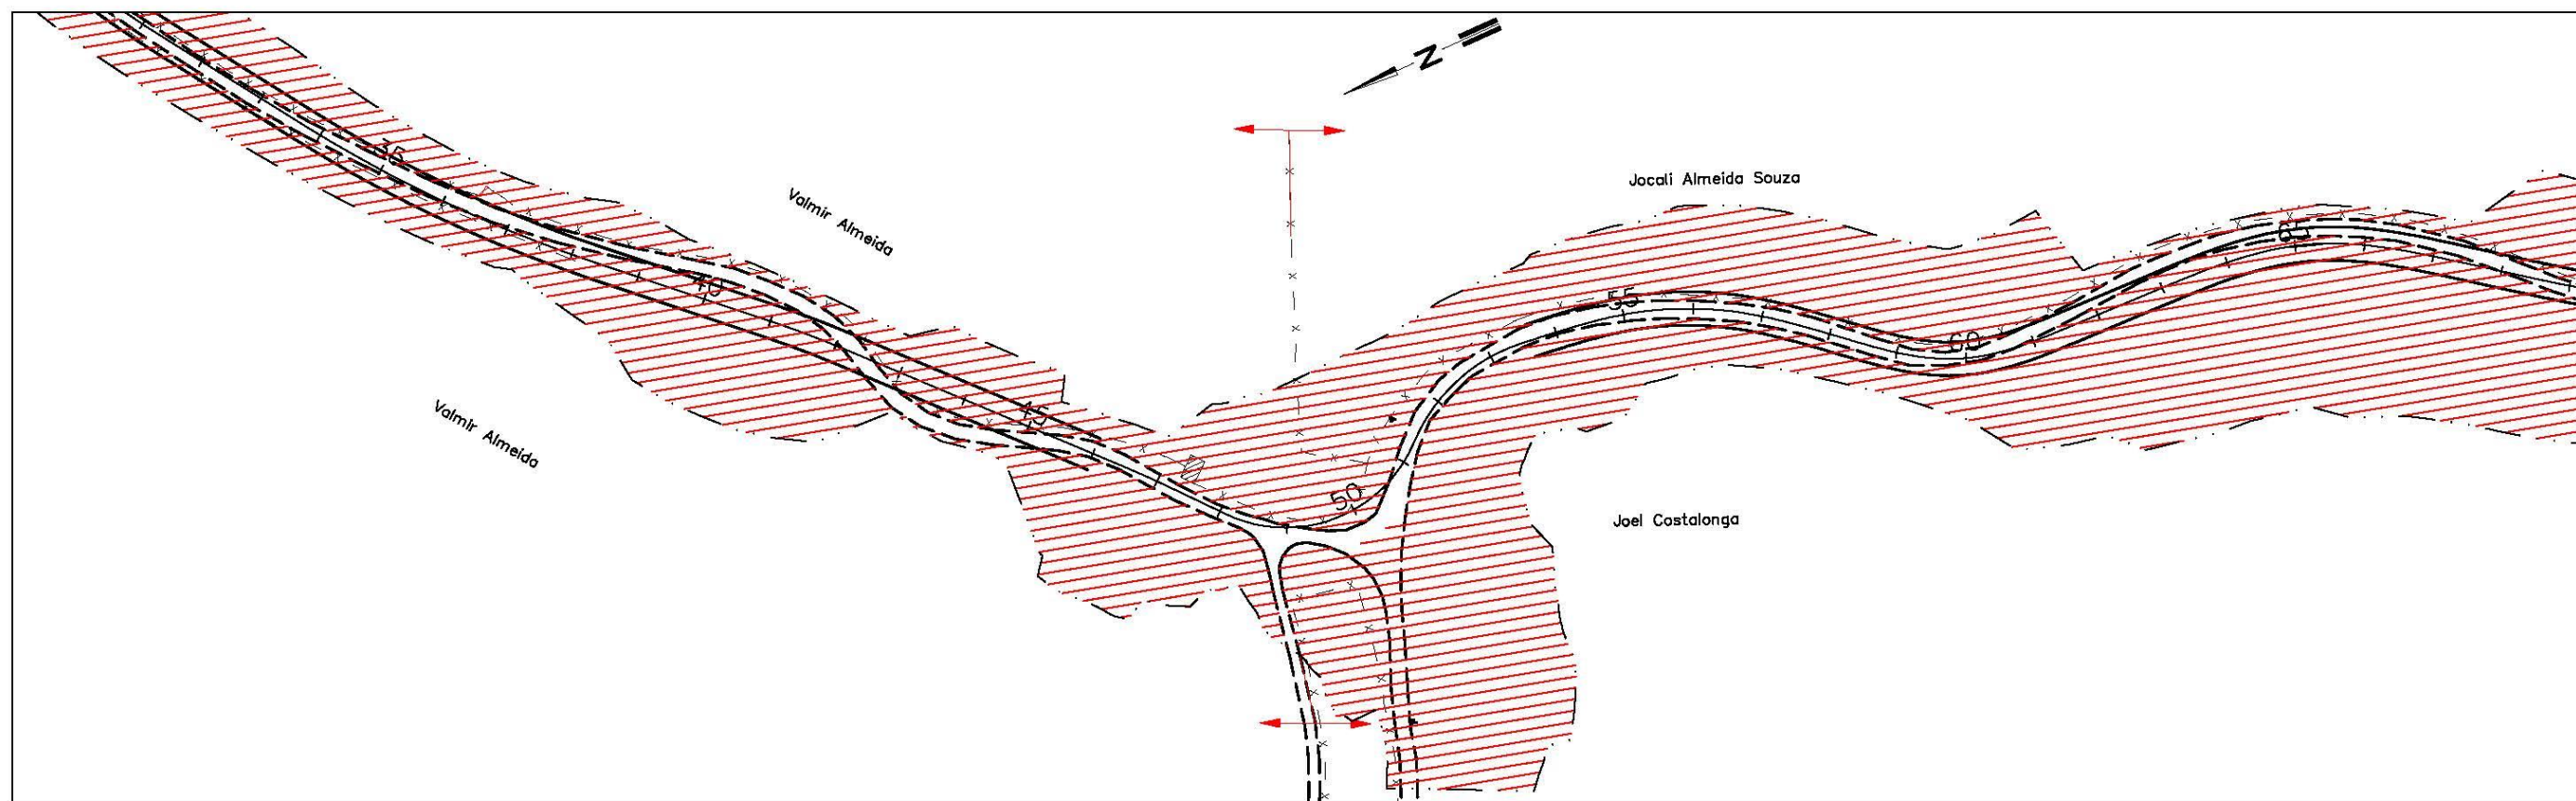 N
35
Jocali Almeida Souza
Valmir Almeida
65
40
55
60
Valmir Almeida
45
50
Joel Costalonga